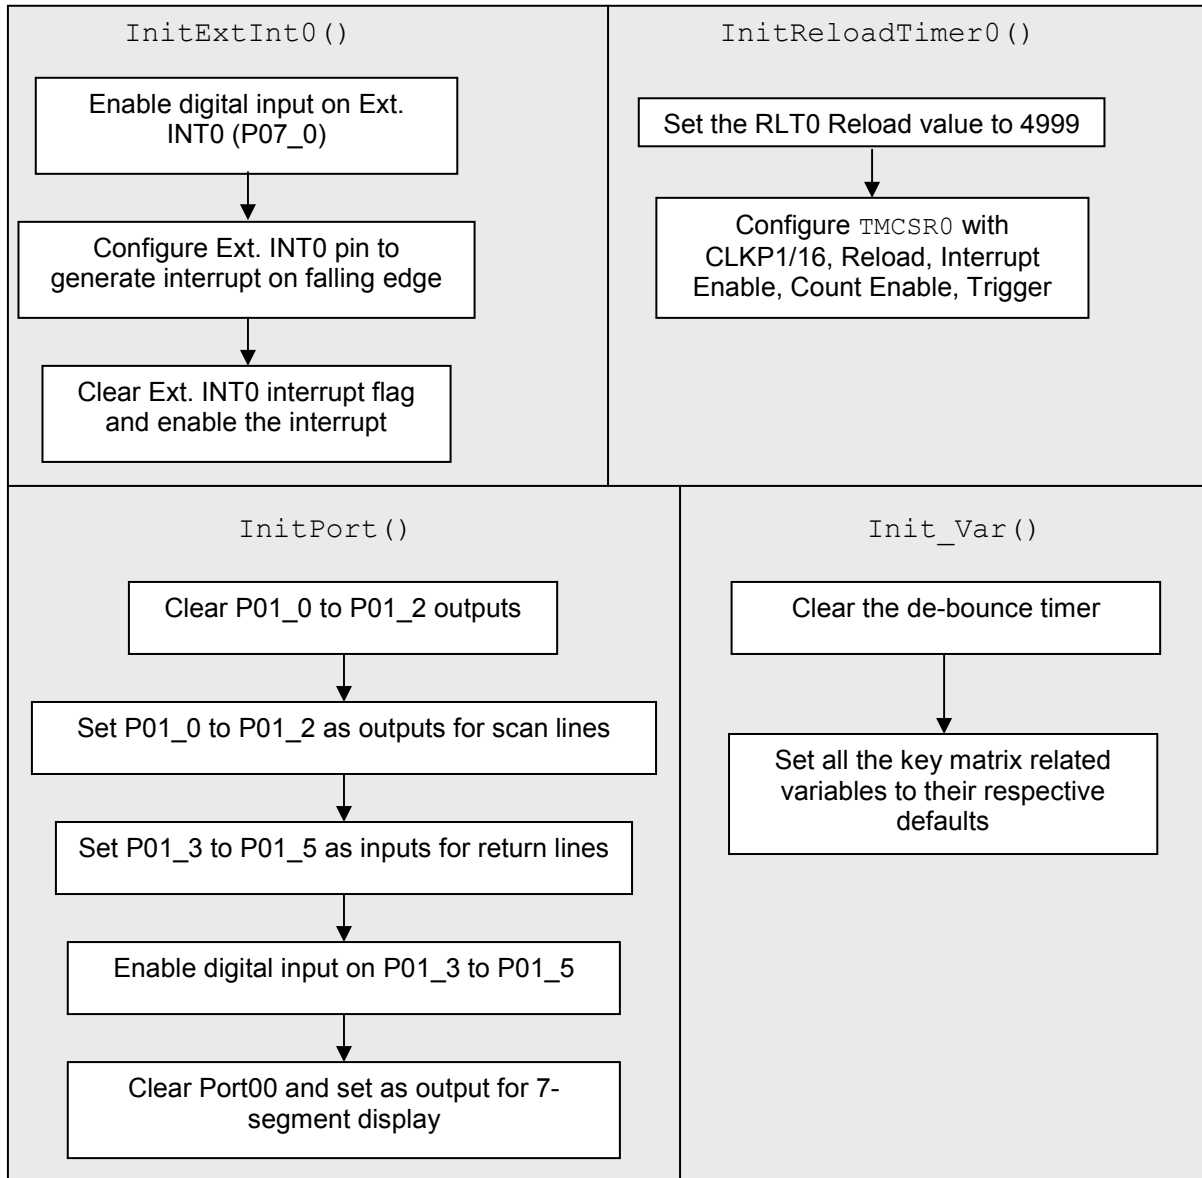 InitExtInt0()
Enable digital input on Ext.
INT0 (P07_0)
Configure Ext. INT0 pin to
generate interrupt on falling edge
Clear Ext. INT0 interrupt flag
and enable the interrupt
InitReloadTimer0()
Set the RLT0 Reload value to 4999
Configure TMCSR0 with
CLKP1/16, Reload, Interrupt
Enable, Count Enable, Trigger
InitPort()
Clear P01_0 to P01_2 outputs
Set P01_0 to P01_2 as outputs for scan lines
Set P01_3 to P01_5 as inputs for return lines
Enable digital input on P01_3 to P01_5
Clear Port00 and set as output for 7-
segment display
Init_Var()
Clear the de-bounce timer
Set all the key matrix related
variables to their respective
defaults